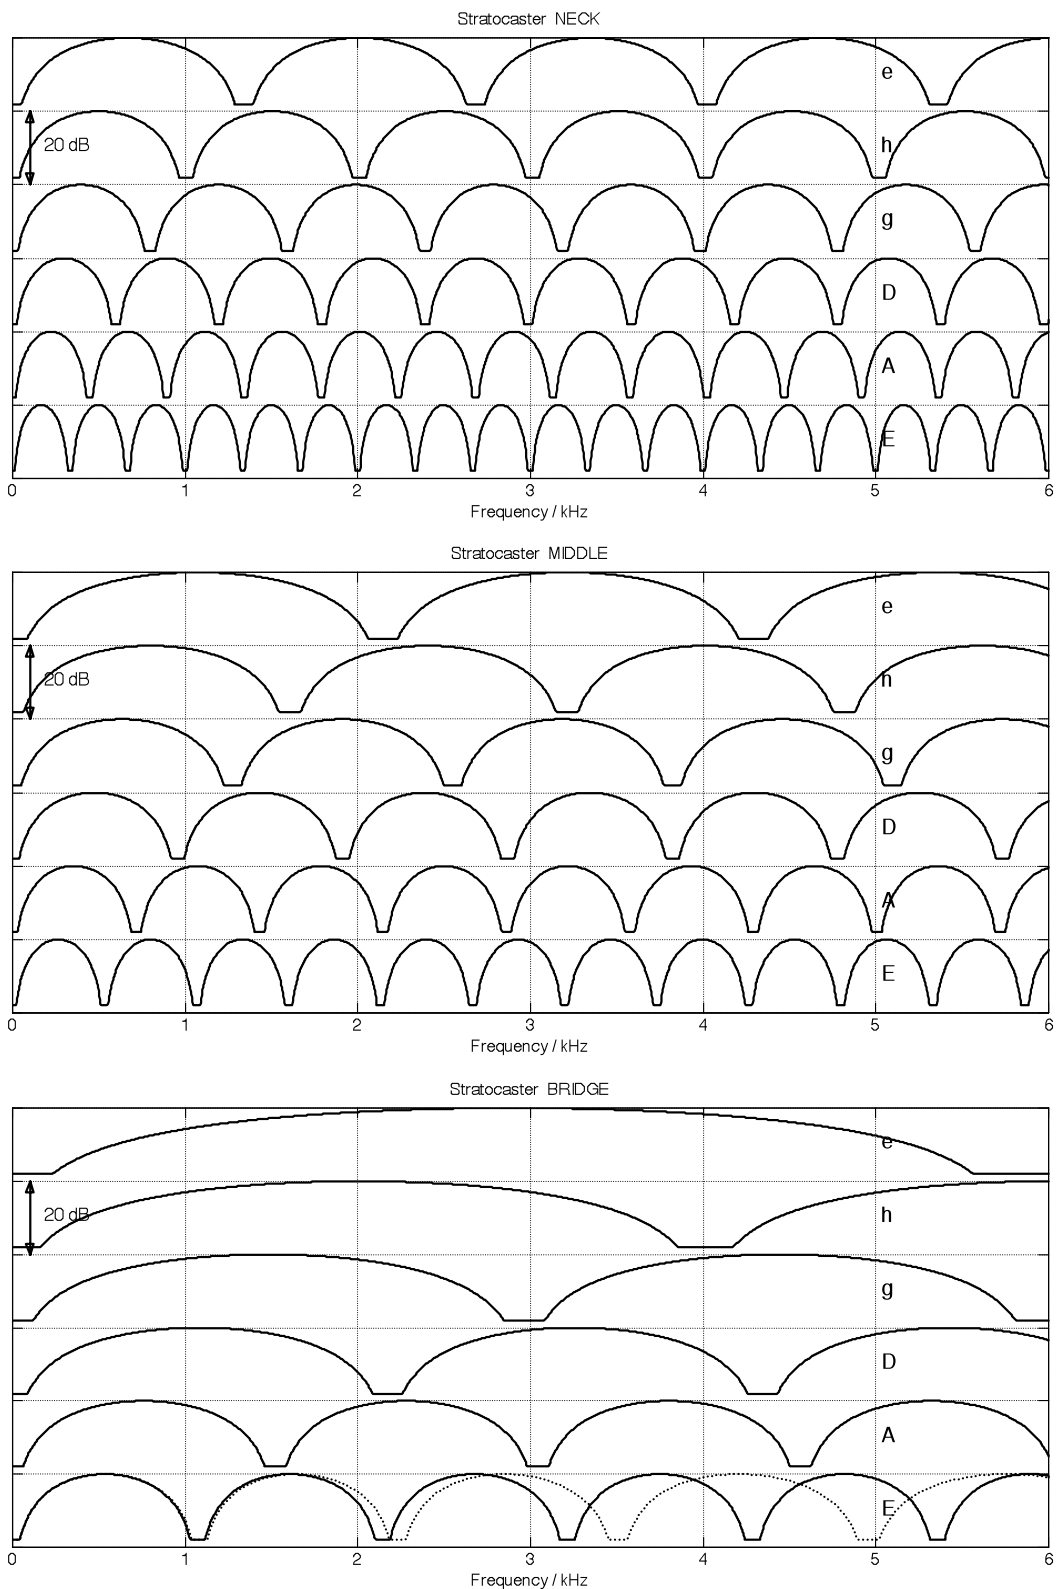 Stratocaster NECK
e
h
20 dB
g
D
A
E
0 1 2 3 4 5 6
Frequency / kHz
Stratocaster MIDDLE
e
h
20 dB
g
D
A
E
0 1 2 3 4 5 6
Frequency / kHz
Stratocaster BRIDGE
e
h
20 dB
g
D
A
E
0 1 2 3 4 5 6
Frequency / kHz